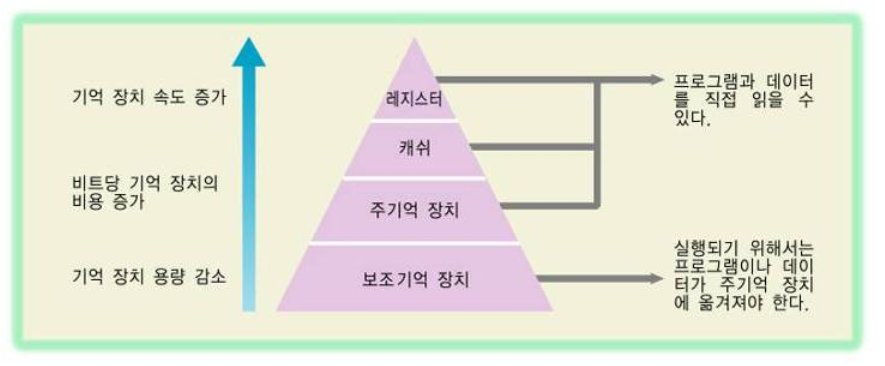 기억 장치 속도 증가
비트당 기억 장치의
비용 증가
기억 장치 용량 감소
레지스터
캐쉬
주기억 장치
보조기억 장치
프로그램과 데이터
를 직접 읽을 수
있다.
실행되기 위해서는
프로그램이나 데이
터가 주기억 장치
에 옮겨져야 한다.